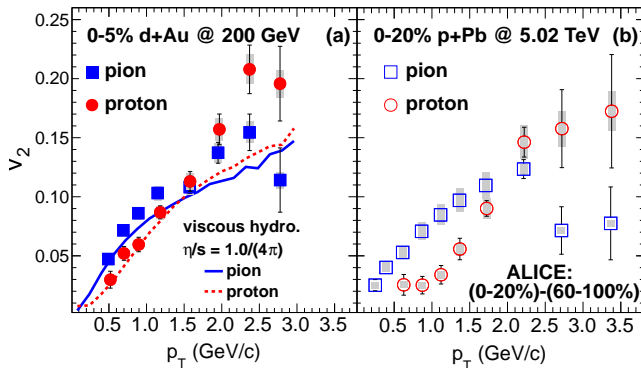 0-5% d+Au @ 200 GeV (a)
pion
proton
viscous hydro.
η/s = 1.0/(4π)
pion
proton
v2
0.25
0.20
0.15
0.10
0.05
0.5 1.0 1.5 2.0 2.5 3.0
pT (GeV/c)
0-20% p+Pb @ 5.02 TeV (b)
pion
proton
ALICE:
(0-20%)-(60-100%)
0.5 1.0 1.5 2.0 2.5 3.0 3.5
pT (GeV/c)